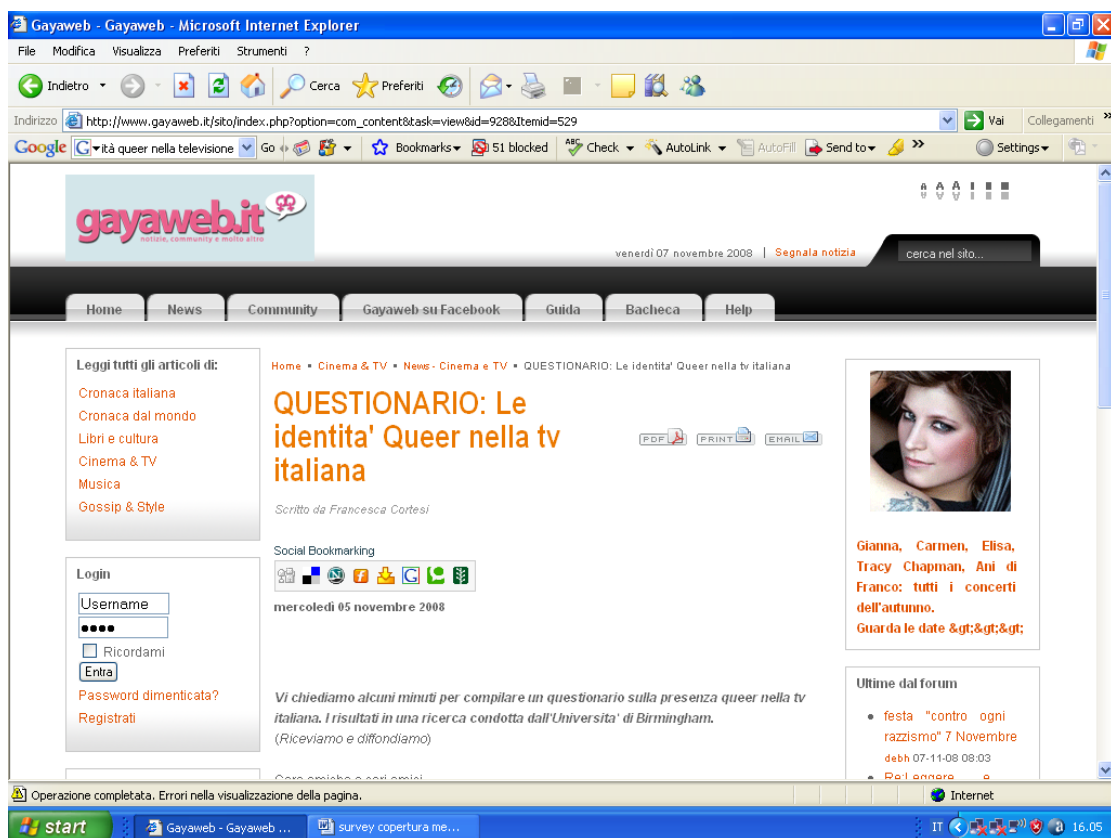 Gayaweb - Gayaweb - Microsoft Internet Explorer
File Modifica Visualizza Preferiti Strumenti ?
Indietro Cerca Preferiti
Indirizzo http://www.gayaweb.it/sito/index.php?option=com_content&task=view&id=928&Itemid=529 Vai Collegamenti »
Google G ità queer nella televisione Go Bookmarks 51 blocked ABC Check AutoLink AutoFill Send to » Settings
gayaweb.it
notizie, community e molto altro
venerdì 07 novembre 2008 | Segnala notizia cerca nel sito...
Home News Community Gayaweb su Facebook Guida Bacheca Help
Leggi tutti gli articoli di:
Cronaca italiana
Cronaca dal mondo
Libri e cultura
Cinema & TV
Musica
Gossip & Style
Login
Username
••••
Ricordami
Entra
Password dimenticata?
Registrati
Home Cinema & TV News - Cinema e TV QUESTIONARIO: Le identita' Queer nella tv italiana
QUESTIONARIO: Le
identita' Queer nella tv
italiana
PDF PRINT EMAIL
Scritto da Francesca Cortesi
Social Bookmarking
mercoledì 05 novembre 2008
Vi chiediamo alcuni minuti per compilare un questionario sulla presenza queer nella tv
italiana. I risultati in una ricerca condotta dall'Universita' di Birmingham.
(Riceviamo e diffondiamo)
Care amiche e cari amici
Gianna, Carmen, Elisa,
Tracy Chapman, Ani di
Franco: tutti i concerti
dell'autunno.
Guarda le date &gt;&gt;&gt;
Ultime dal forum
festa "contro ogni
razzismo" 7 Novembre
debh 07-11-08 08:03
Re:Leggere e
Operazione completata. Errori nella visualizzazione della pagina. Internet
start Gayaweb - Gayaweb ... survey copertura me... IT 16.05